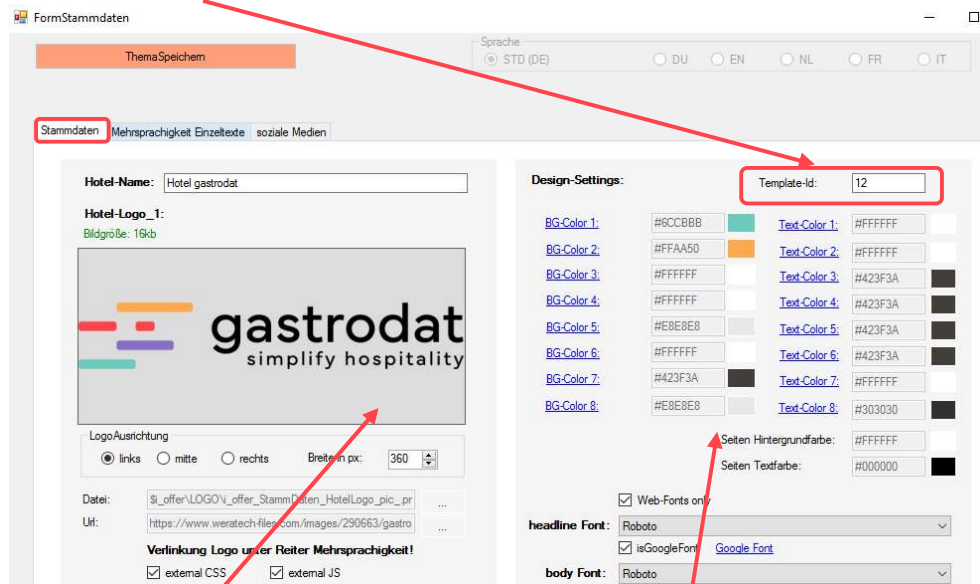 FormStammdaten
ThemaSpeichern
Sprache
STD (DE) DU EN NL FR IT
Stammdaten Mehrsprachigkeit Einzeltexte soziale Medien
Hotel-Name: Hotel gastrodat
Hotel-Logo_1:
Bildgröße: 16kb
gastrodat
simplify hospitality
LogoAusrichtung
links mitte rechts Breite in px: 360
Datei: $i_offer\LOGO\i_offer_StammDaten_HotelLogo_pic_.pr ...
Url: https://www.weratech-files.com/images/290663/gastro ...
Verlinkung Logo unter Reiter Mehrsprachigkeit!
external CSS external JS
Design-Settings: Template-Id: 12
BG-Color 1: #6CCBBB Text-Color 1: #FFFFFF
BG-Color 2: #FFAA50 Text-Color 2: #FFFFFF
BG-Color 3: #FFFFFF Text-Color 3: #423F3A
BG-Color 4: #FFFFFF Text-Color 4: #423F3A
BG-Color 5: #E8E8E8 Text-Color 5: #423F3A
BG-Color 6: #FFFFFF Text-Color 6: #423F3A
BG-Color 7: #423F3A Text-Color 7: #FFFFFF
BG-Color 8: #E8E8E8 Text-Color 8: #303030
Seiten Hintergrundfarbe: #FFFFFF
Seiten Textfarbe: #000000
Web-Fonts only
headline Font: Roboto
isGoogleFont Google Font
body Font: Roboto